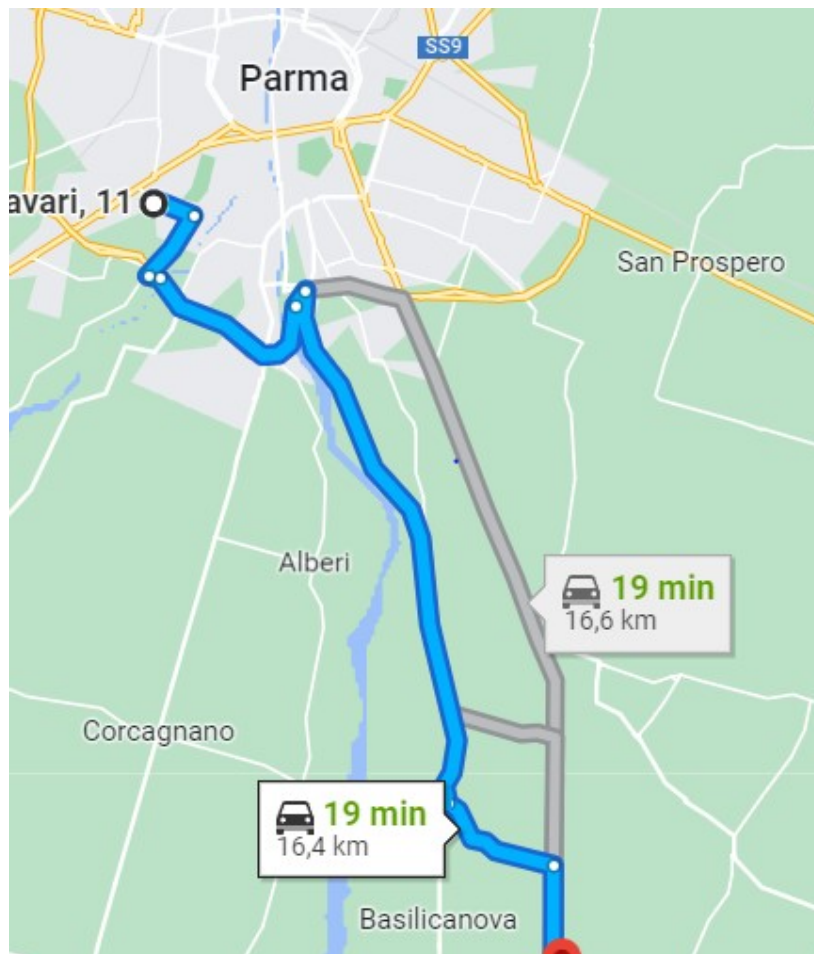 SS9
Parma
avari, 11
San Prospero
19 min
16,6 km
Alberi
Corcagnano
19 min
16,4 km
Basilicanova